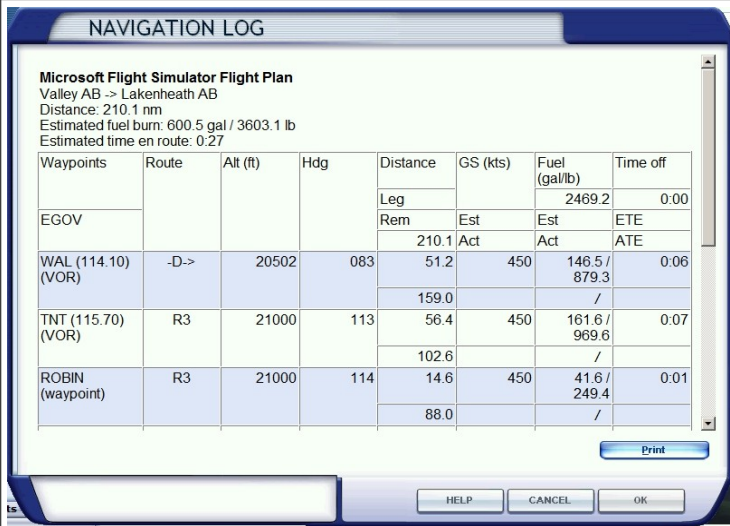 NAVIGATION LOG
Microsoft Flight Simulator Flight Plan
Valley AB -> Lakenheath AB
Distance: 210.1 nm
Estimated fuel burn: 600.5 gal / 3603.1 lb
Estimated time en route: 0:27
Waypoints Route Alt (ft) Hdg Distance GS (kts) Fuel (gal/lb) Time off
Leg 2469.2 0:00
EGOV Rem Est Est ETE
210.1 Act Act ATE
WAL (114.10) -D-> 20502 083 51.2 450 146.5 / 0:06
(VOR) 879.3
159.0 /
TNT (115.70) R3 21000 113 56.4 450 161.6 / 0:07
(VOR) 969.6
102.6 /
ROBIN R3 21000 114 14.6 450 41.6 / 0:01
(waypoint) 249.4
88.0 /
Print
ts
HELP CANCEL OK